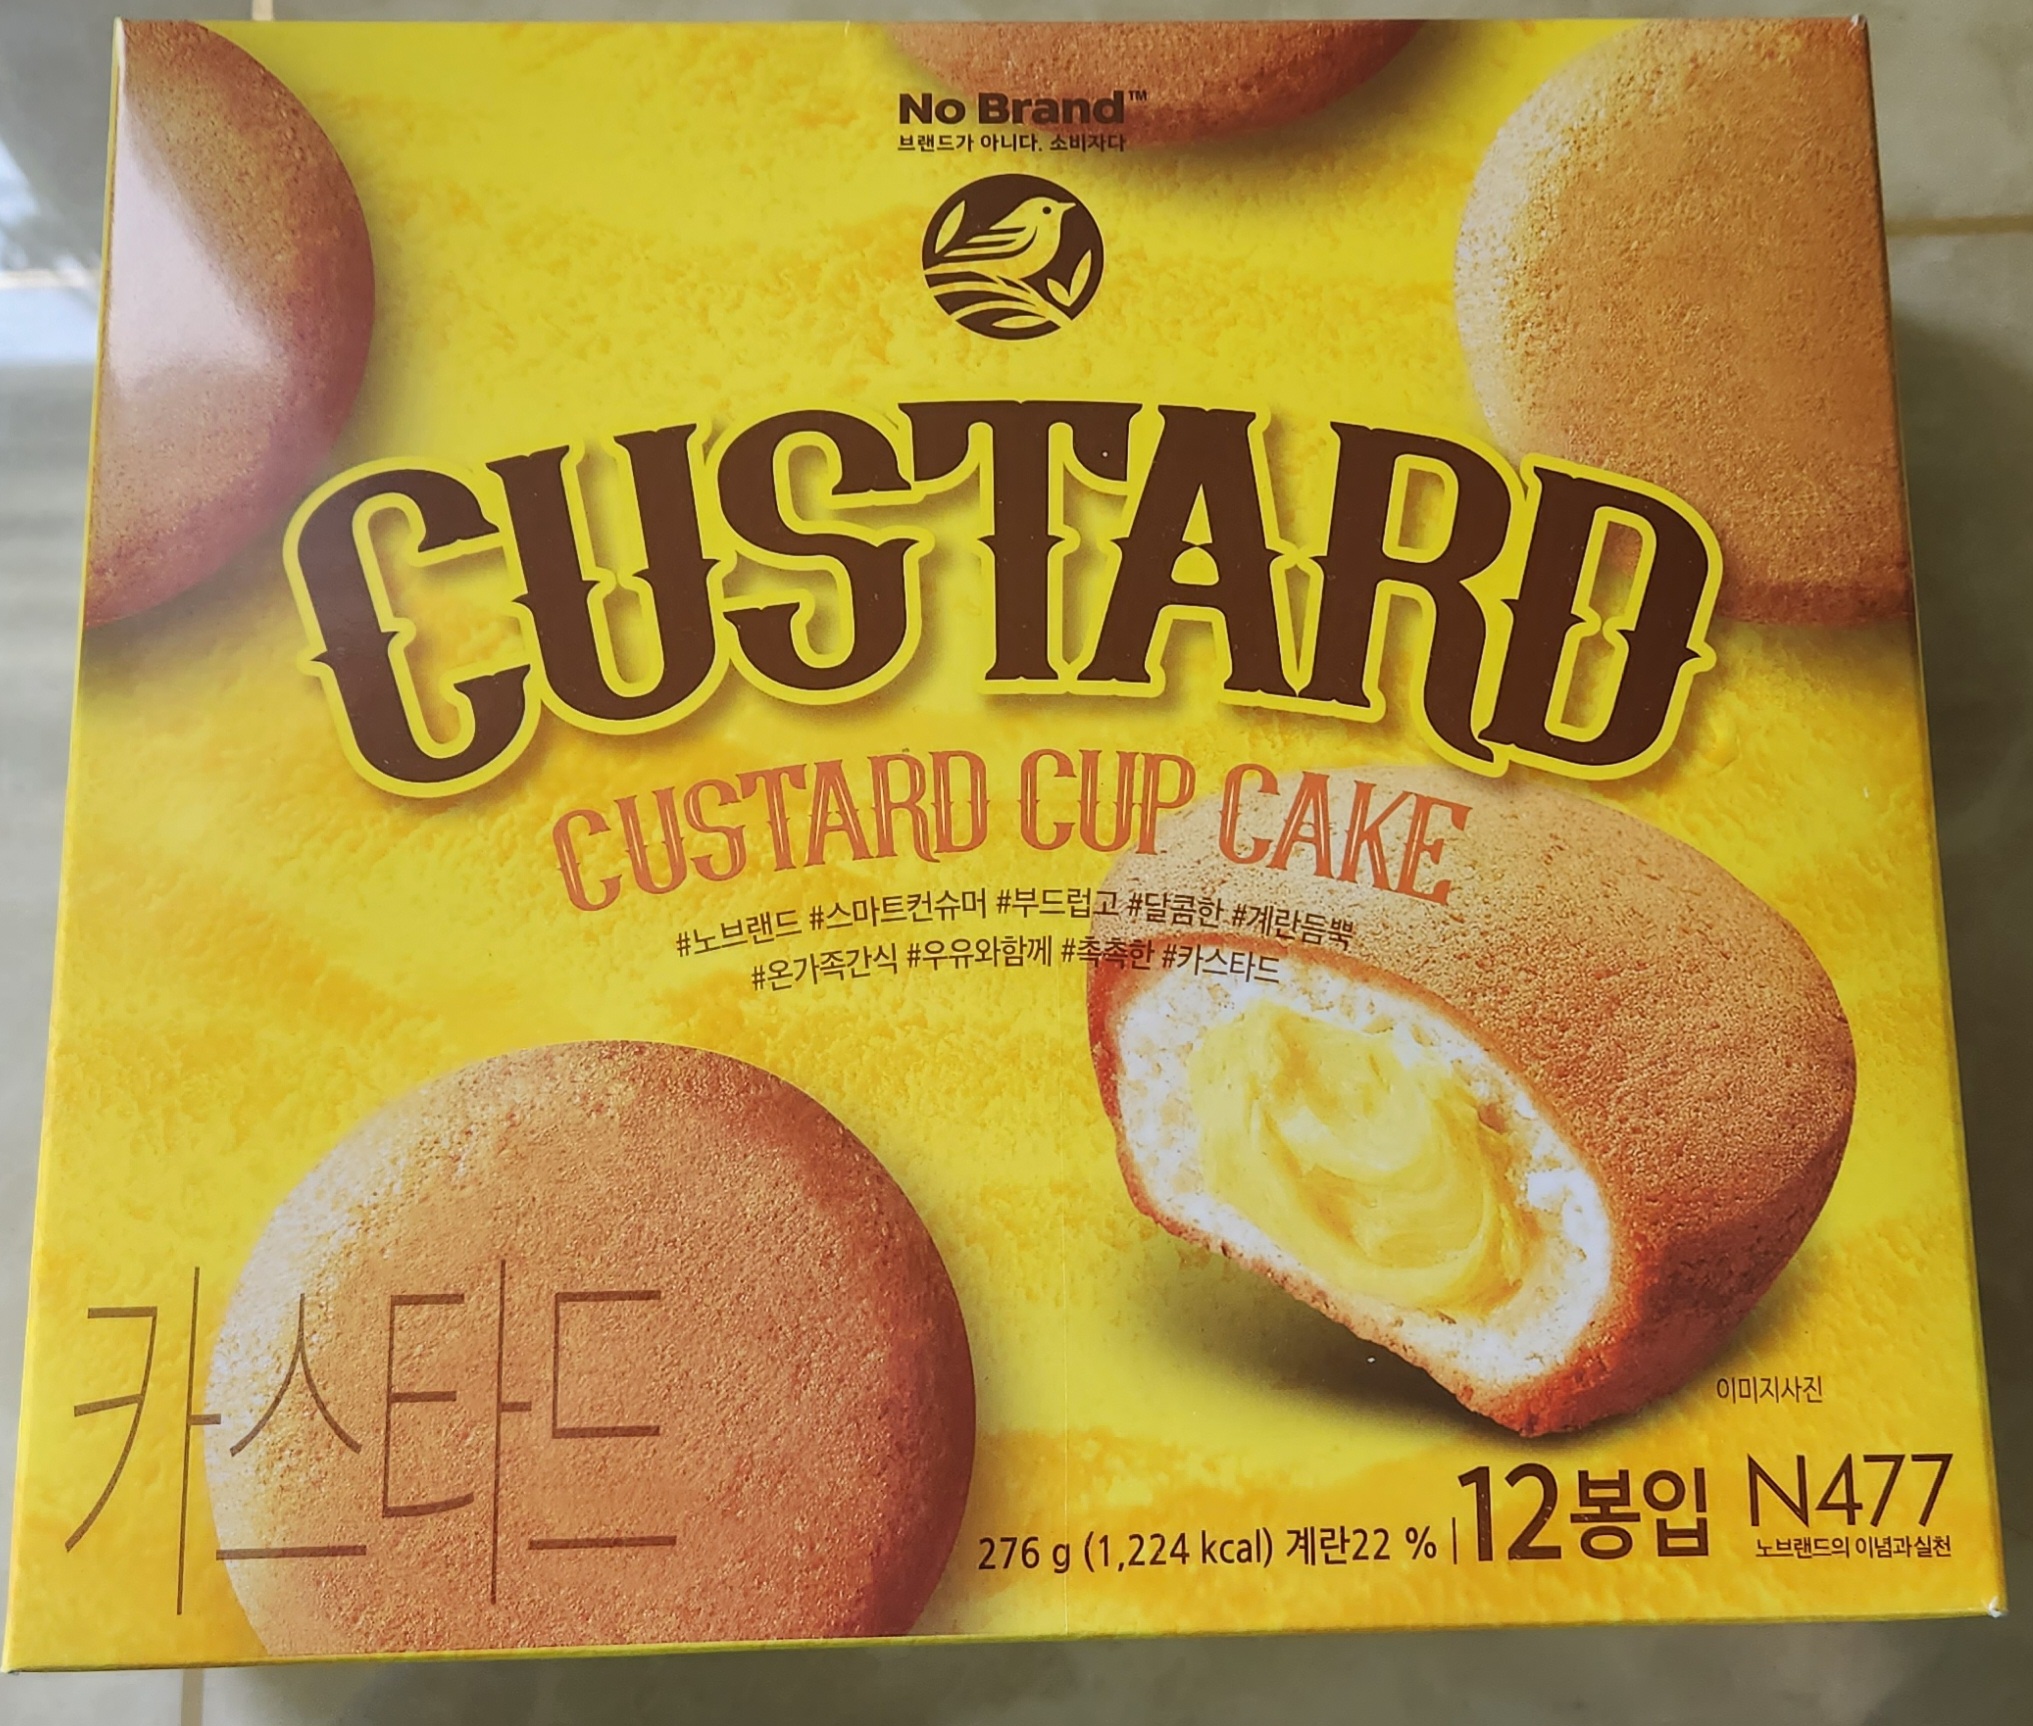 No Brand™
브랜드가 아니다. 소비자다
CUSTARD
CUSTARD CUP CAKE
#노브랜드 #스마트컨슈머 #부드럽고 #달콤한 #계란듬뿍
#온가족간식 #우유와함께 #촉촉한 #카스타드
카스타드
이미지사진
276 g (1,224 kcal) 계란22 % | 12봉입 N477
노브랜드의 이념과실천